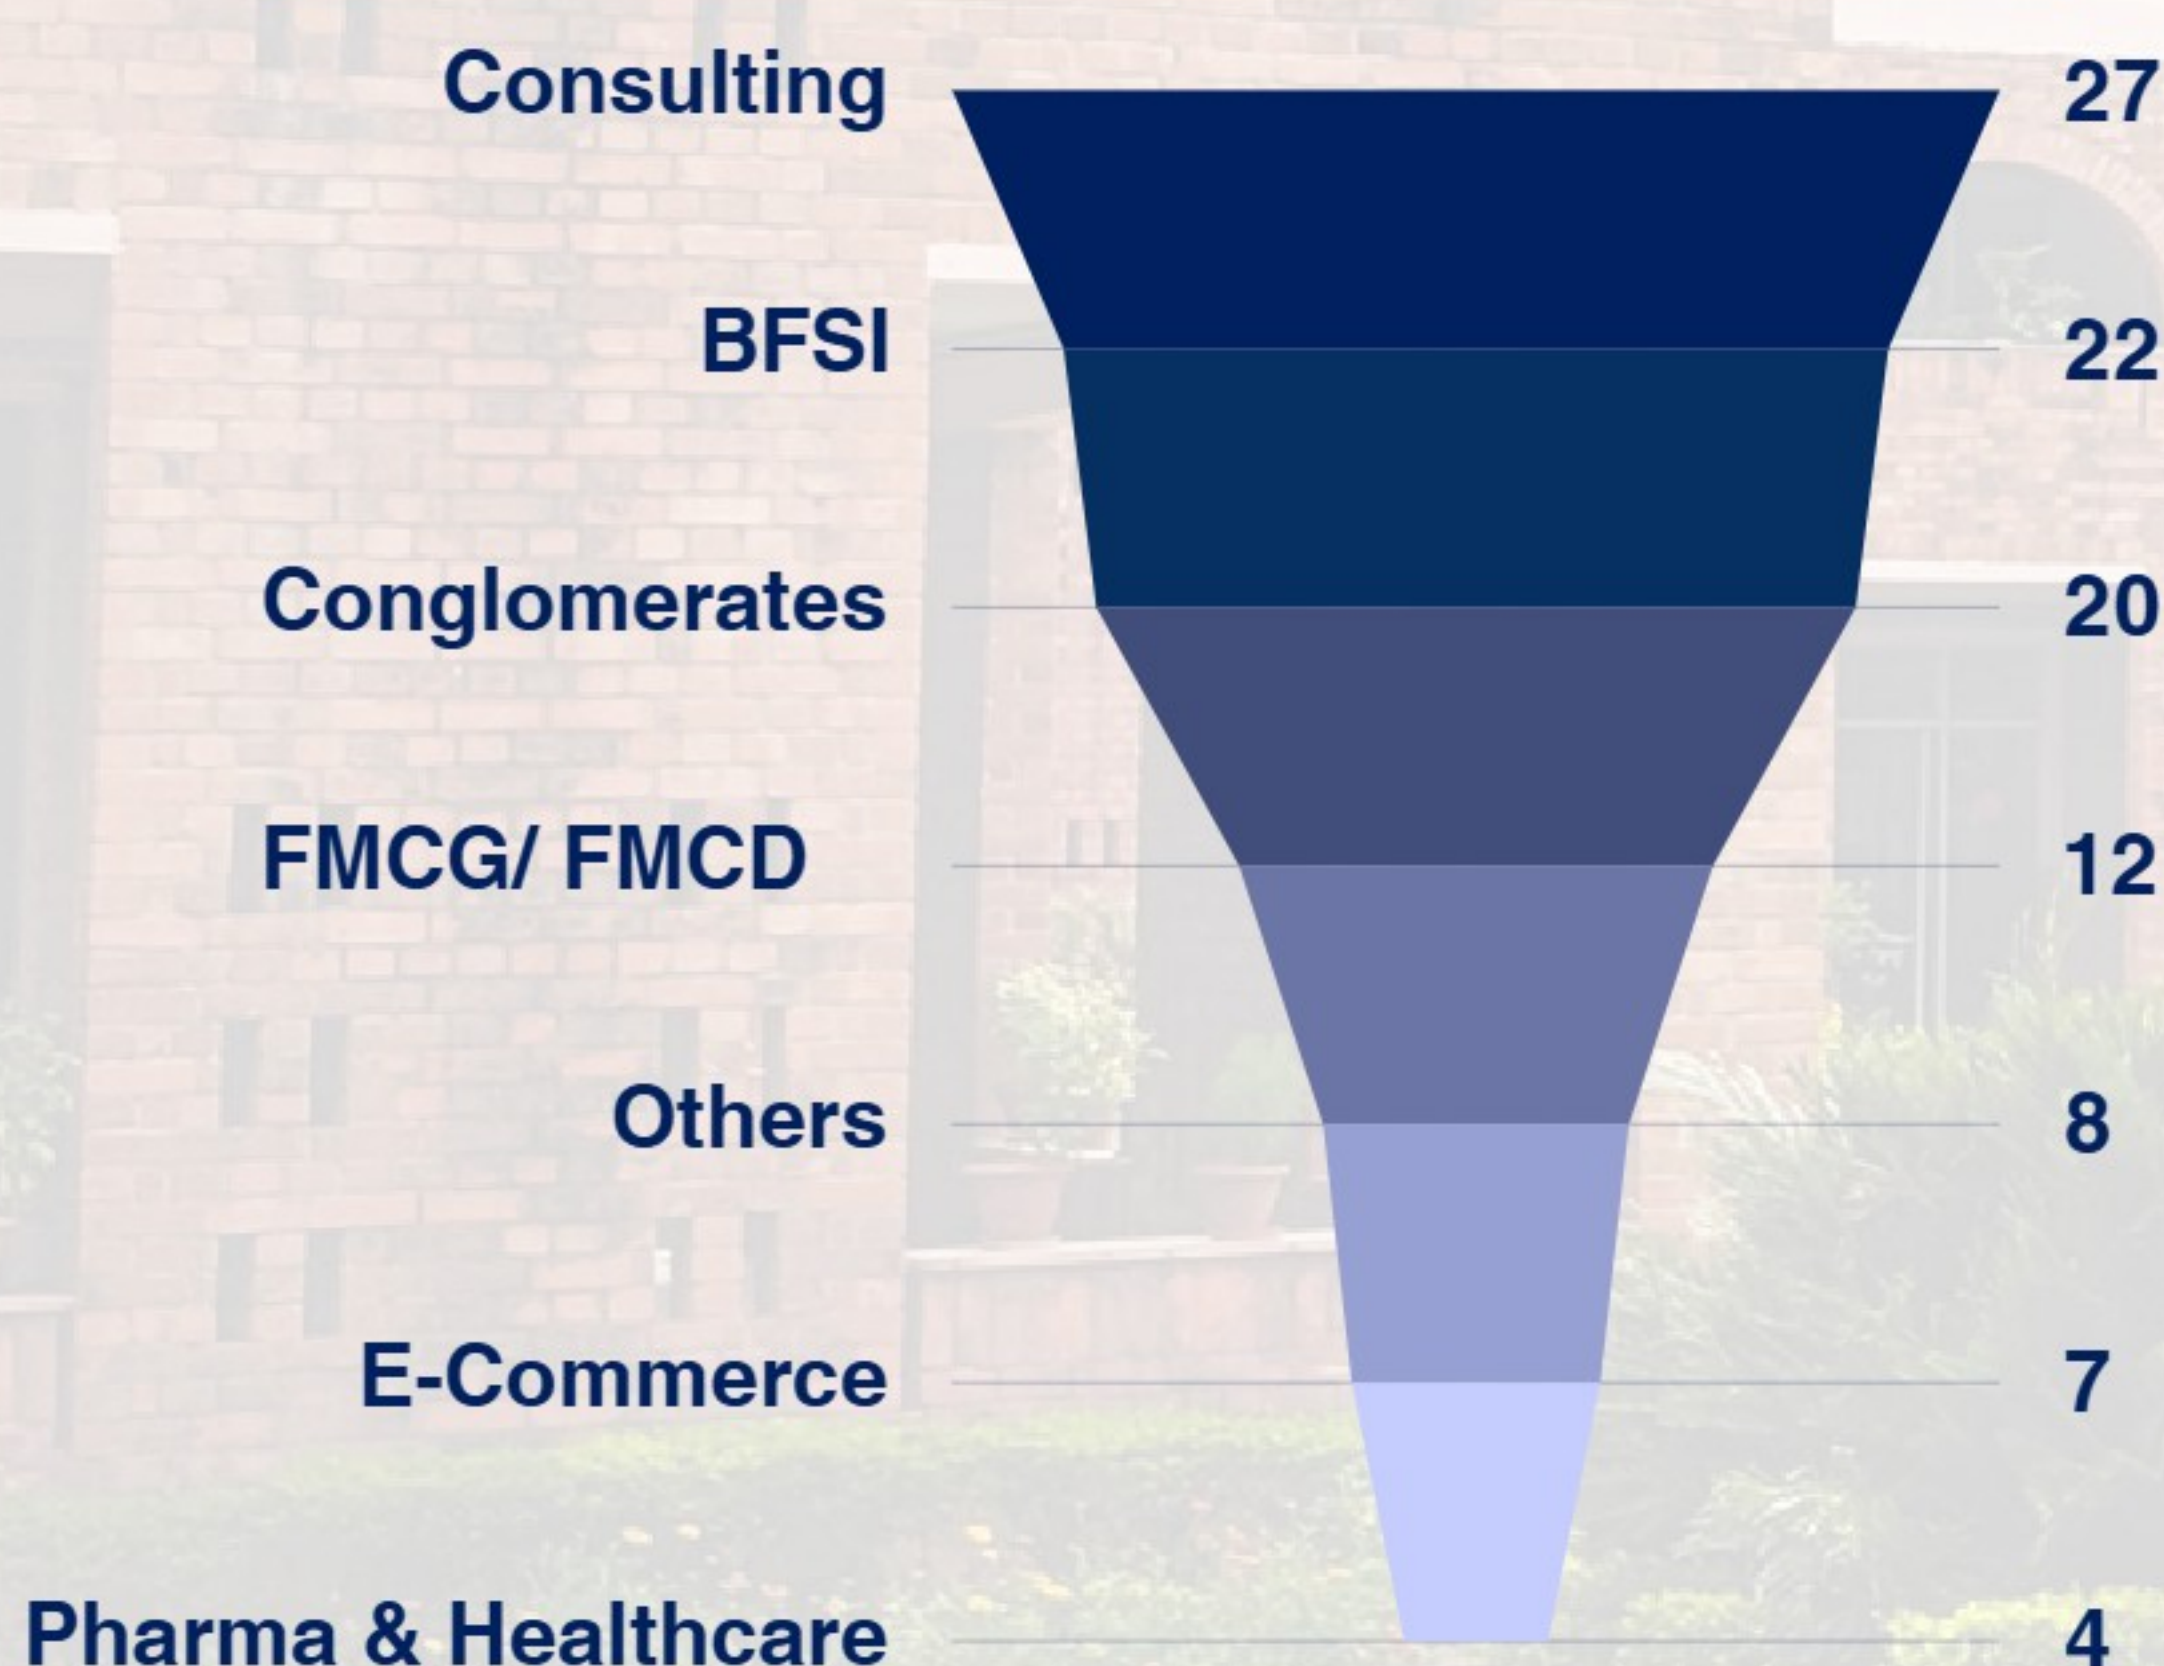 Consulting 27
BFSI 22
Conglomerates 20
FMCG/ FMCD 12
Others 8
E-Commerce 7
Pharma & Healthcare 4